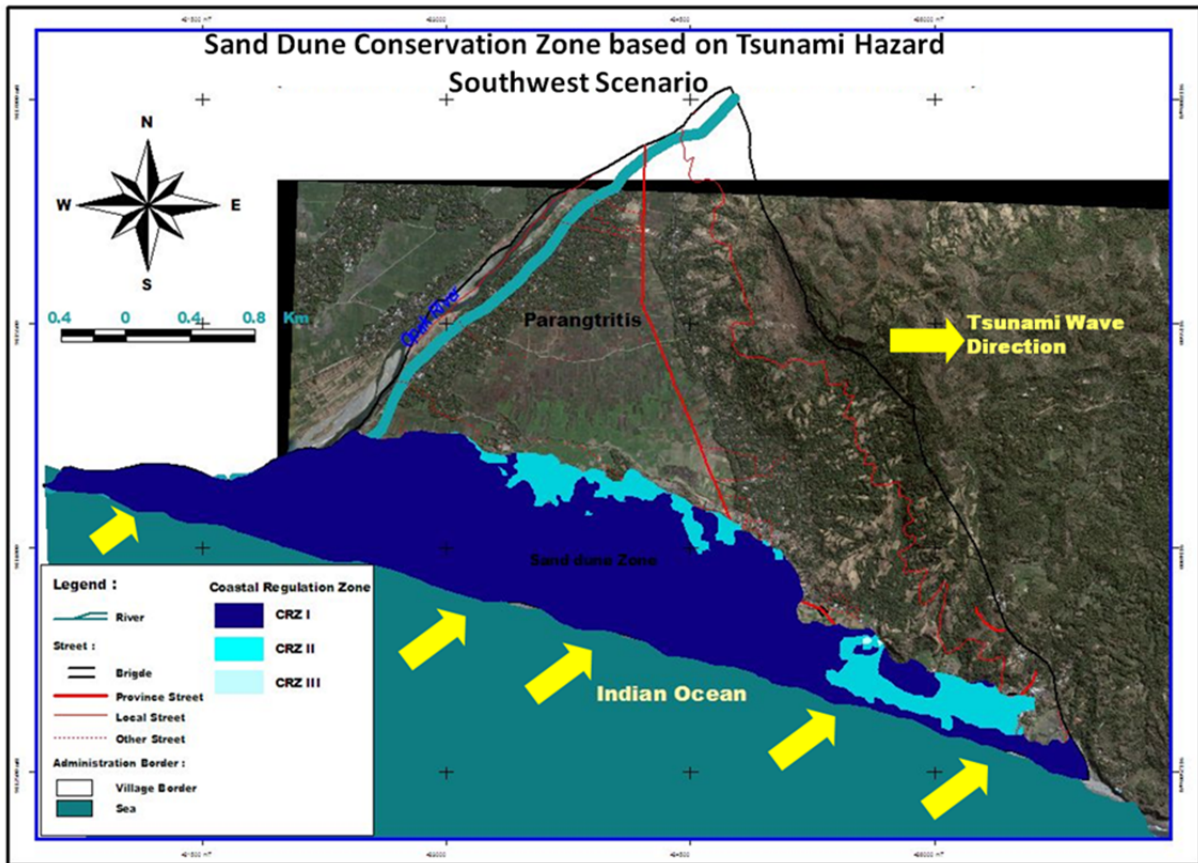 Sand Dune Conservation Zone based on Tsunami Hazard
Southwest Scenario
N
W
E
S
0.4 0 0.4 0.8 Km
Opak River
Parangtritis
Tsunami Wave
Direction
Sand dune Zone
Indian Ocean
Legend :
River
Street :
Brigde
Province Street
Local Street
Other Street
Administration Border :
Village Border
Sea
Coastal Regulation Zone
CRZ I
CRZ II
CRZ III